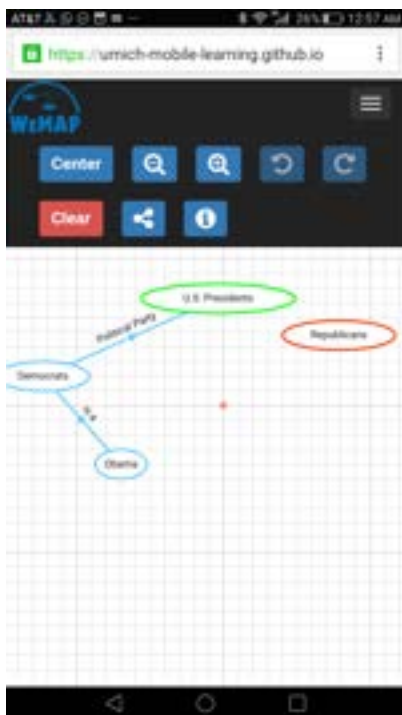 AT&T 26% 12:57 AM
https://umich-mobile-learning.github.io
WEMAP
Center
Clear
U.S. Presidents
Political Party
Republicans
Democrats
Is a
Obama